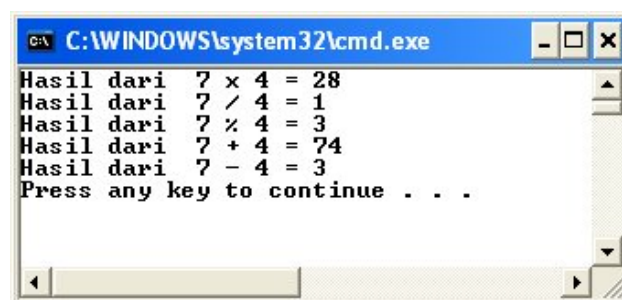 C:\WINDOWS\system32\cmd.exe
Hasil dari  7 x 4 = 28
Hasil dari  7 / 4 = 1
Hasil dari  7 % 4 = 3
Hasil dari  7 + 4 = 74
Hasil dari  7 - 4 = 3
Press any key to continue . . .